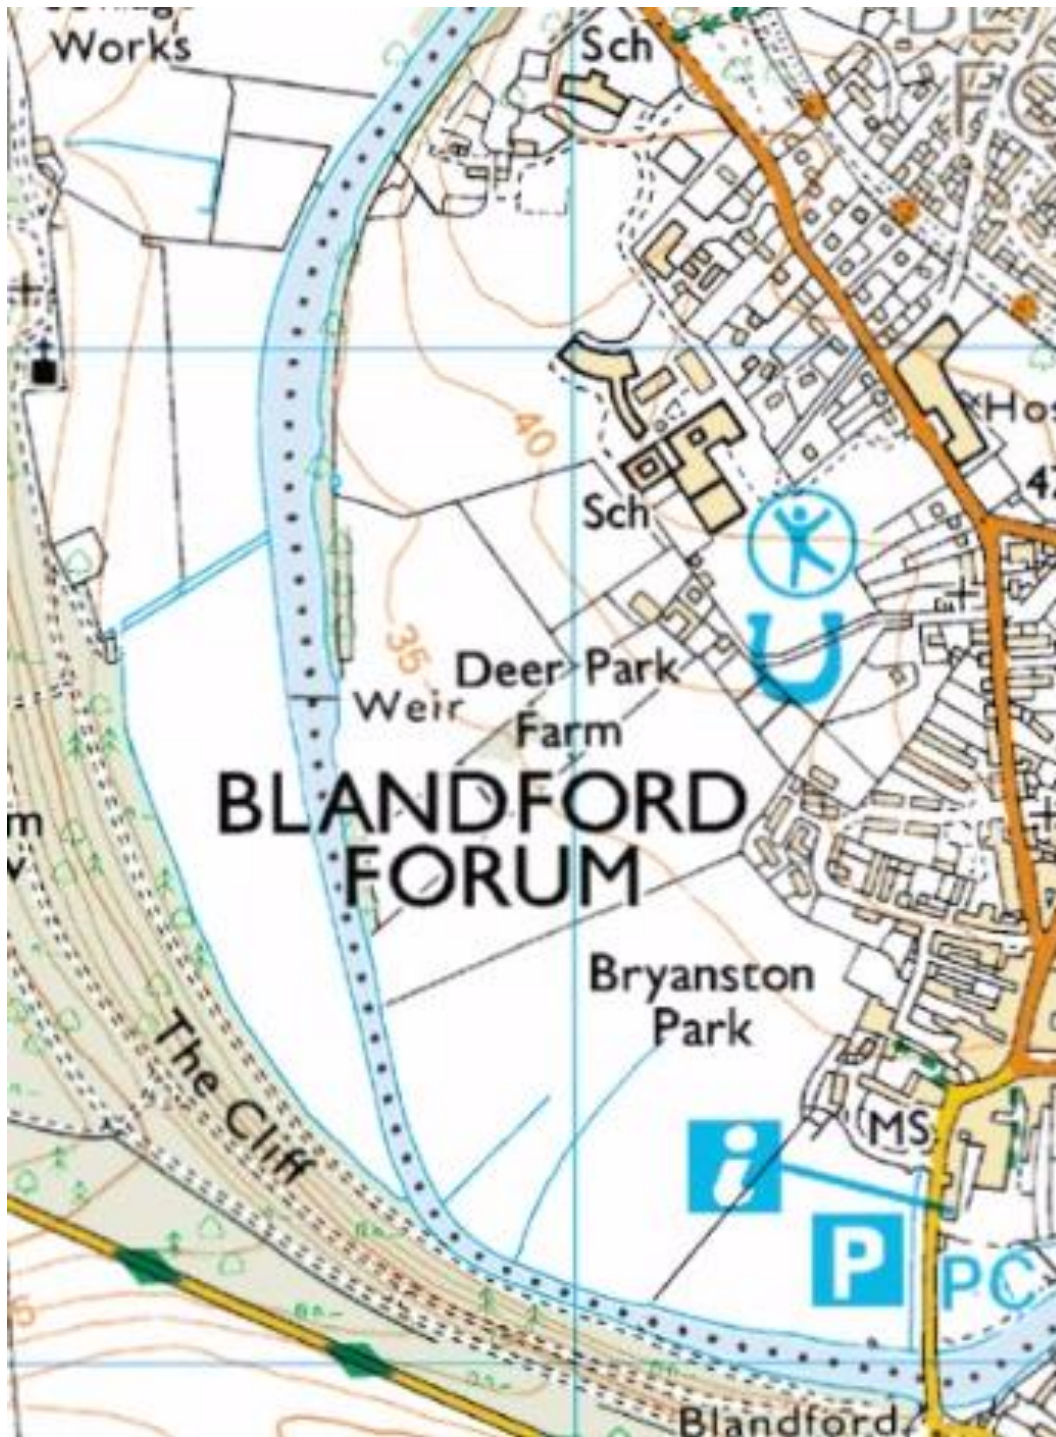 Works
Sch
40
Hos
Sch
35
Deer Park
Weir
Farm
BLANDFORD
FORUM
m
Bryanston
Park
The Cliff
MS
i
P
PC
5
Blandford